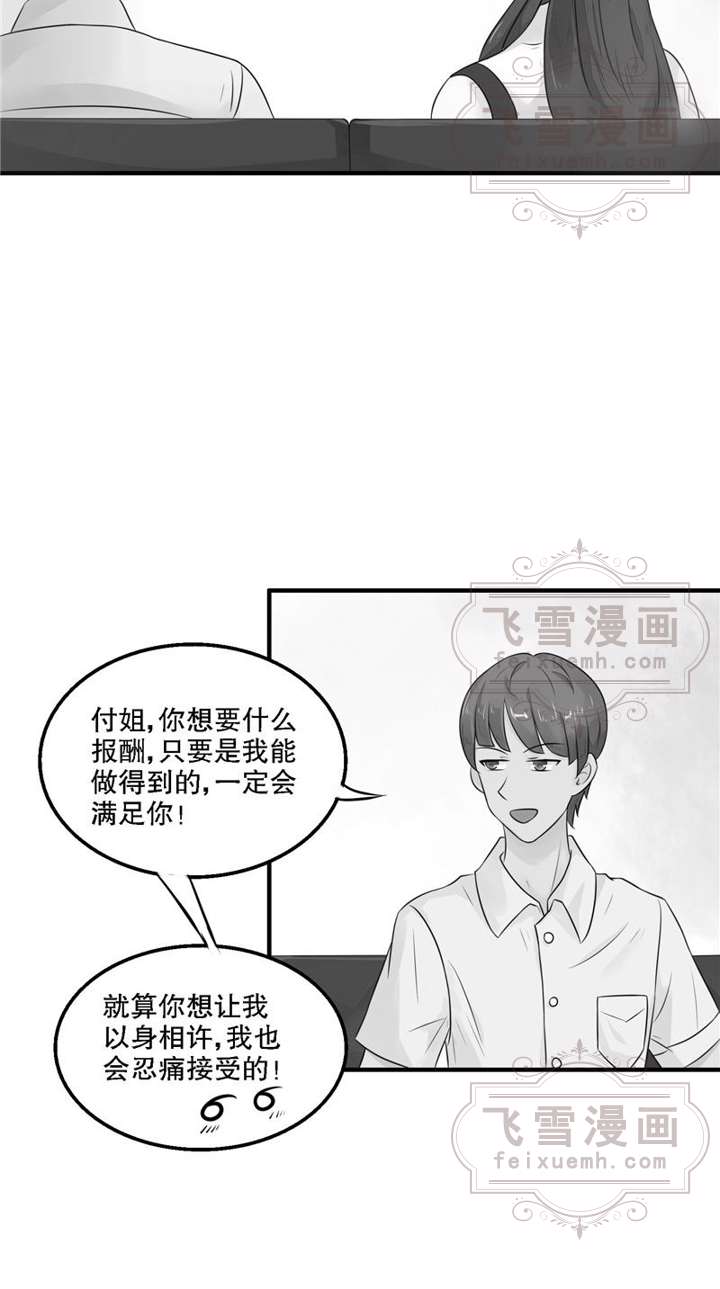 飞雪漫画
feixuemh.com
飞雪漫画
feixuemh.com
付姐,你想要什么
报酬,只要是我能
做得到的,一定会
满足你!
就算你想让我
以身相许,我也
会忍痛接受的!
飞雪漫画
feixuemh.com